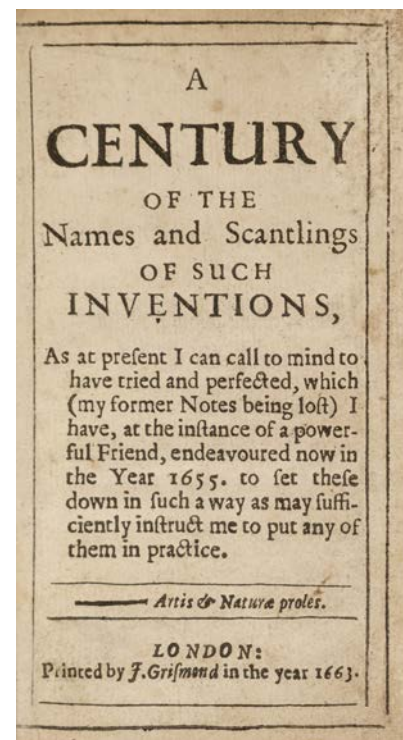 A
CENTURY
OF THE
Names and Scantlings
OF SUCH
INVENTIONS,
As at preſent I can call to mind to
have tried and perfected, which
(my former Notes being loſt) I
have, at the inſtance of a power-
ful Friend, endeavoured now in
the Year 1655. to ſet theſe
down in ſuch a way as may ſuffi-
ciently inſtruct me to put any of
them in practice.
Artis & Naturæ proles.
LONDON:
Printed by J. Griſmond in the year 1663.